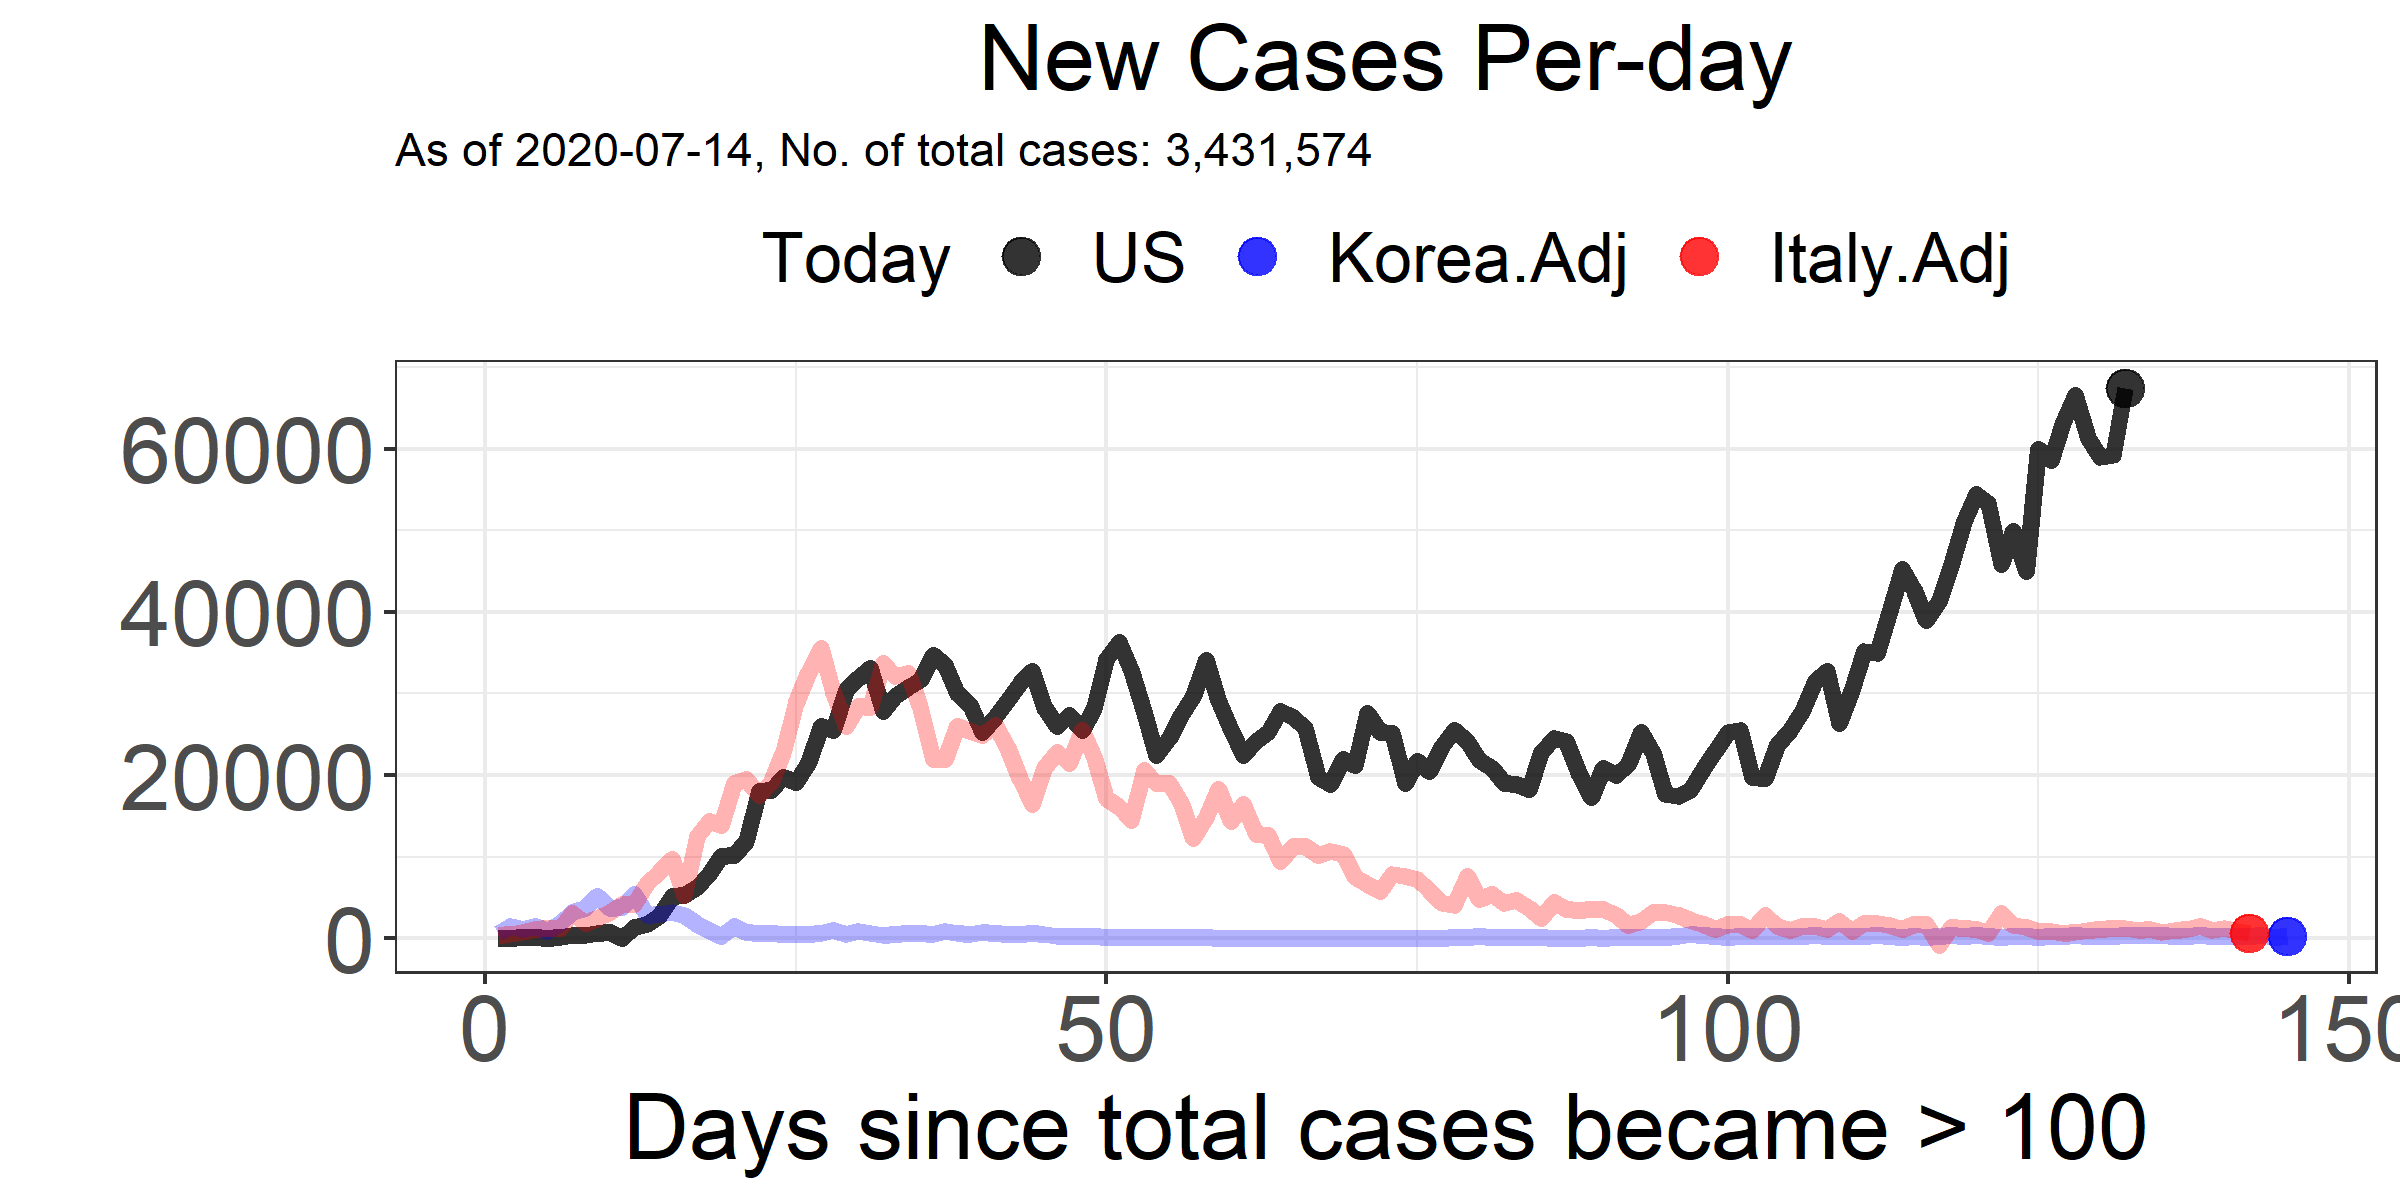 New Cases Per-day
As of 2020-07-14, No. of total cases: 3,431,574
Today US Korea.Adj Italy.Adj
60000
40000
20000
0
0 50 100 150
Days since total cases became > 100